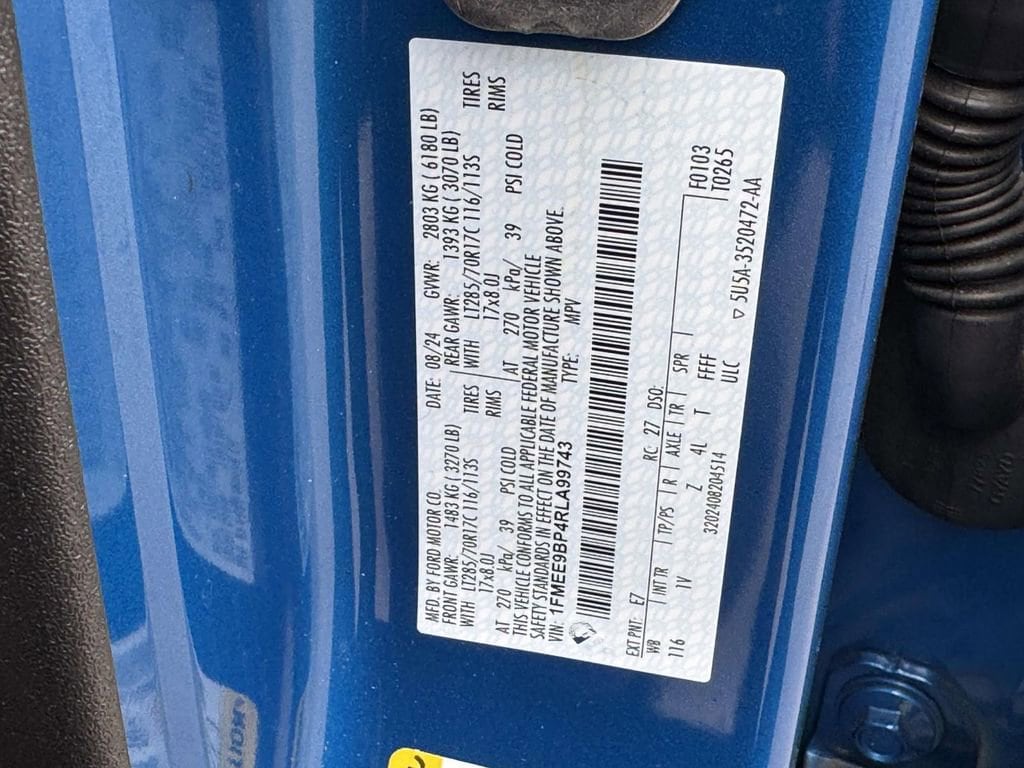 MFD. BY FORD MOTOR CO.
DATE: 08/24 GVWR: 2803 KG ( 6180 LB)
FRONT GAWR: 1483 KG ( 3270 LB)
REAR GAWR: 1393 KG ( 3070 LB)
WITH LT285/70R17C 116/113S TIRES
WITH LT285/70R17C 116/113S TIRES
17x8.0J RIMS
17x8.0J RIMS
AT 270 kPa/ 39 PSI COLD
AT 270 kPa/ 39 PSI COLD
THIS VEHICLE CONFORMS TO ALL APPLICABLE FEDERAL MOTOR VEHICLE
SAFETY STANDARDS IN EFFECT ON THE DATE OF MANUFACTURE SHOWN ABOVE.
VIN: 1FMEE9BP4RLA99743 TYPE: MPV
EXT PNT: E7 RC: 27 DSO: F0103
WB INT TR TP/PS R AXLE TR SPR T0265
116 1V Z 4L T FFFF
3202408204514 ULC
▽ 5U5A-3520472-AA